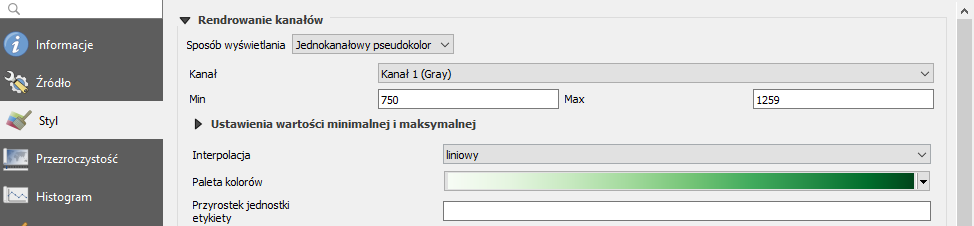 Rendrowanie kanałów
Informacje
Sposób wyświetlania Jednokanałowy pseudokolor
Źródło
Kanał Kanał 1 (Gray)
Min 750 Max 1259
Styl
Ustawienia wartości minimalnej i maksymalnej
Przezroczystość
Interpolacja liniowy
Paleta kolorów
Histogram
Przyrostek jednostki
etykiety